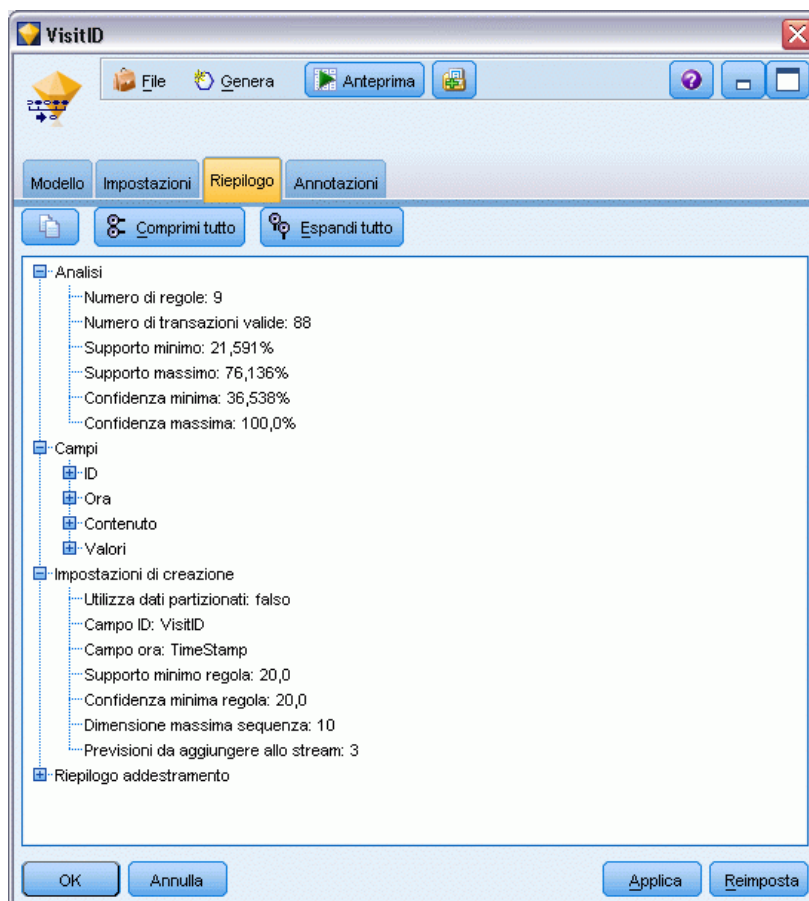 VisitID
File Genera Anteprima
Modello Impostazioni Riepilogo Annotazioni
Comprimi tutto Espandi tutto
Analisi
Numero di regole: 9
Numero di transazioni valide: 88
Supporto minimo: 21,591%
Supporto massimo: 76,136%
Confidenza minima: 36,538%
Confidenza massima: 100,0%
Campi
ID
Ora
Contenuto
Valori
Impostazioni di creazione
Utilizza dati partizionati: falso
Campo ID: VisitID
Campo ora: TimeStamp
Supporto minimo regola: 20,0
Confidenza minima regola: 20,0
Dimensione massima sequenza: 10
Previsioni da aggiungere allo stream: 3
Riepilogo addestramento
OK Annulla Applica Reimposta